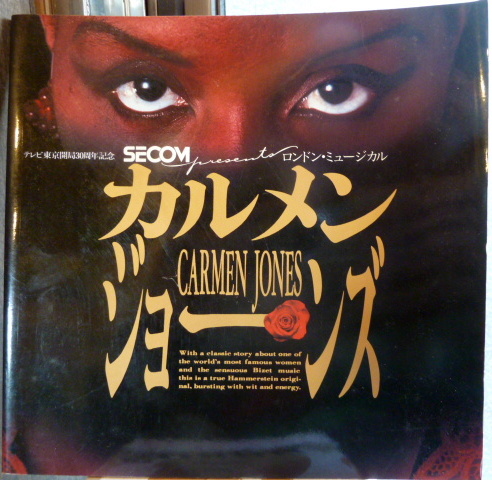 テレビ東京開局30周年記念 SECOM presents ロンドン・ミュージカル
カルメン
CARMEN JONES
ジョーンズ
With a classic story about one of
the world's most famous women
and the sensuous Bizet music
this is a true Hammerstein origi-
nal, bursting with wit and energy.